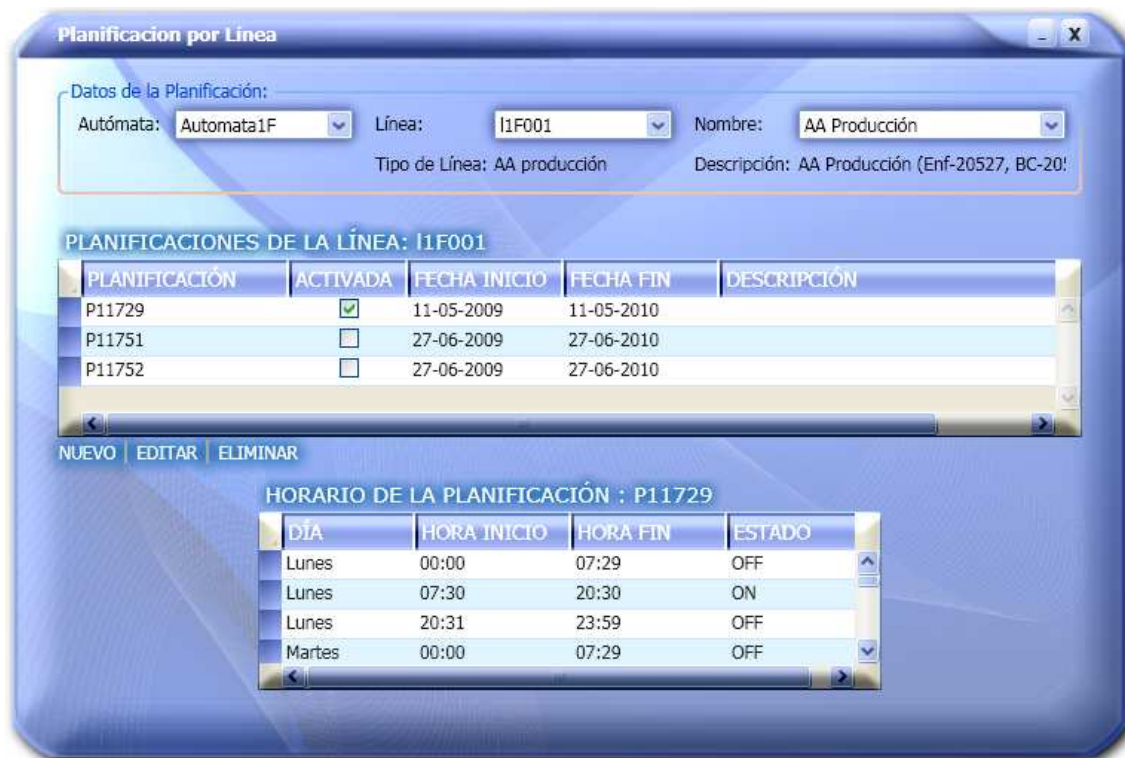 Planificacion por Línea
Datos de la Planificación:
Autómata: Automata1F Línea: l1F001 Nombre: AA Producción
Tipo de Línea: AA producción Descripción: AA Producción (Enf-20527, BC-20
PLANIFICACIONES DE LA LÍNEA: l1F001
PLANIFICACIÓN ACTIVADA FECHA INICIO FECHA FIN DESCRIPCIÓN
P11729 11-05-2009 11-05-2010
P11751 27-06-2009 27-06-2010
P11752 27-06-2009 27-06-2010
NUEVO | EDITAR | ELIMINAR
HORARIO DE LA PLANIFICACIÓN : P11729
DÍA HORA INICIO HORA FIN ESTADO
Lunes 00:00 07:29 OFF
Lunes 07:30 20:30 ON
Lunes 20:31 23:59 OFF
Martes 00:00 07:29 OFF